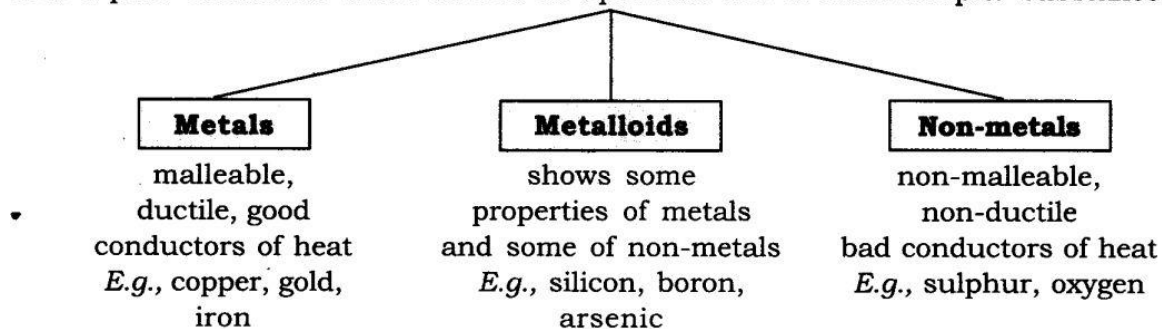 Metals
malleable,
ductile, good
conductors of heat
E.g., copper, gold,
iron
Metalloids
shows some
properties of metals
and some of non-metals
E.g., silicon, boron,
arsenic
Non-metals
non-malleable,
non-ductile
bad conductors of heat
E.g., sulphur, oxygen